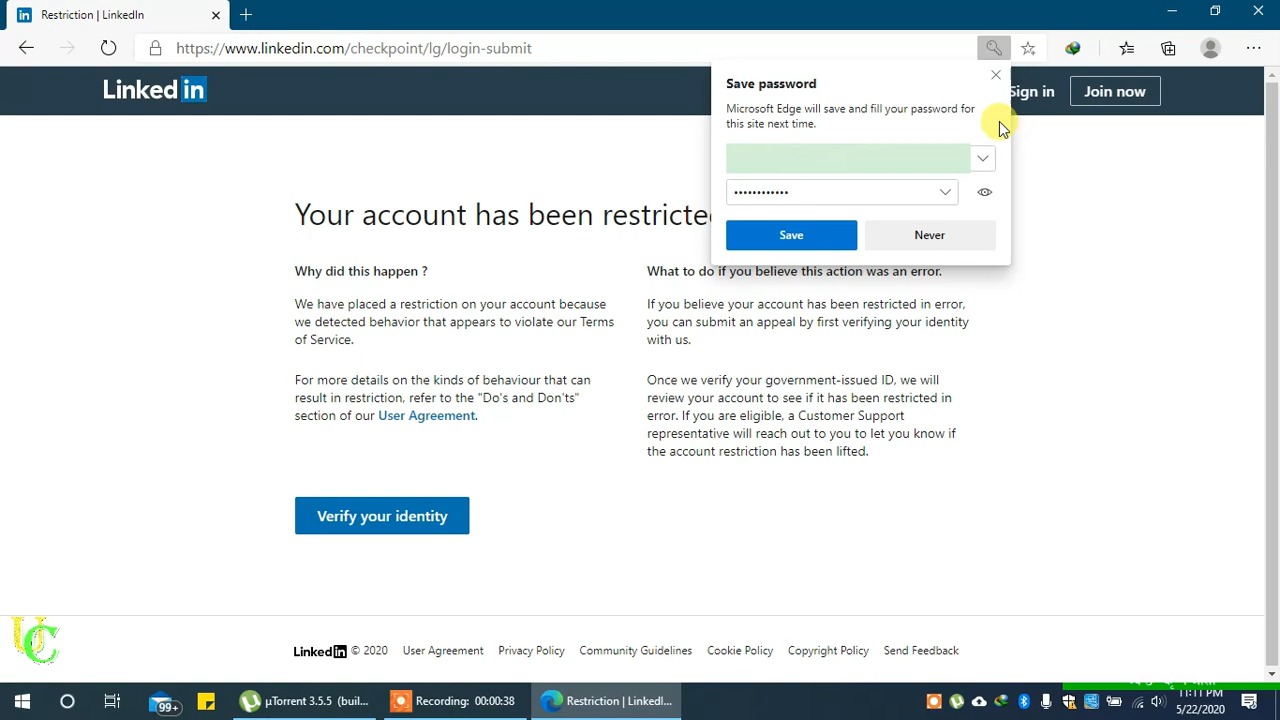 Restriction | LinkedIn
https://www.linkedin.com/checkpoint/lg/login-submit
Linked in
Sign in
Join now
Save password
Microsoft Edge will save and fill your password for
this site next time.
Save
Never
Your account has been restricte
Why did this happen ?
We have placed a restriction on your account because
we detected behavior that appears to violate our Terms
of Service.
For more details on the kinds of behaviour that can
result in restriction, refer to the "Do's and Don'ts"
section of our User Agreement.
What to do if you believe this action was an error.
If you believe your account has been restricted in error,
you can submit an appeal by first verifying your identity
with us.
Once we verify your government-issued ID, we will
review your account to see if it has been restricted in
error. If you are eligible, a Customer Support
representative will reach out to you to let you know if
the account restriction has been lifted.
Verify your identity
UC
Linked in © 2020 User Agreement Privacy Policy Community Guidelines Cookie Policy Copyright Policy Send Feedback
99+
µTorrent 3.5.5 (buil...
Recording: 00:00:38
Restriction | LinkedI...
11:11 PM
5/22/2020